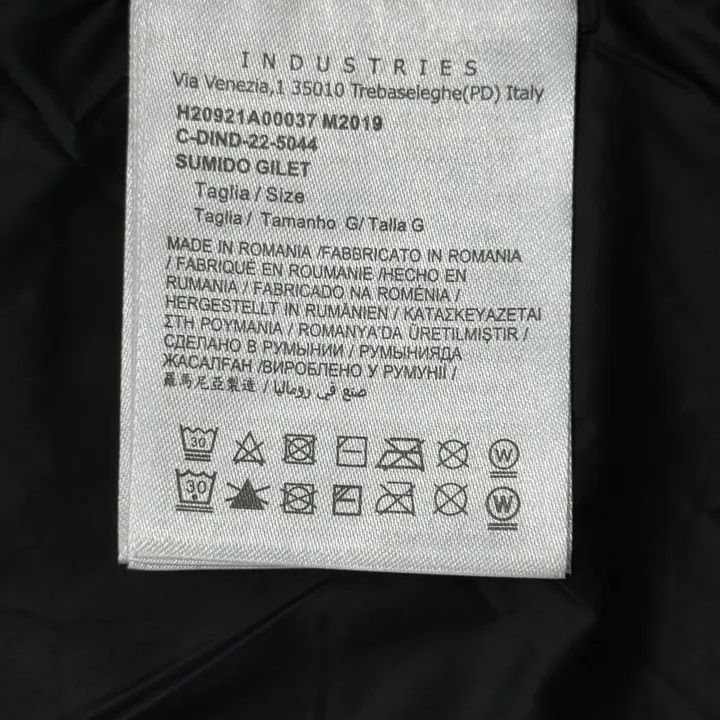 INDUSTRIES
Via Venezia,1 35010 Trebaseleghe(PD) Italy
H20921A00037 M2019
C-DIND-22-5044
SUMIDO GILET
Taglia / Size
Taglia / Tamanho G/ Talla G
MADE IN ROMANIA /FABBRICATO IN ROMANIA
/ FABRIQUÉ EN ROUMANIE /HECHO EN
RUMANIA / FABRICADO NA ROMÊNIA /
HERGESTELLT IN RUMÄNIEN / ΚΑΤΑΣΚΕΥΑΖΕΤΑΙ
ΣΤΗ ΡΟΥΜΑΝΙΑ / ROMANYA'DA ÜRETILMIŞTIR /
СДЕЛАНО В РУМЫНИИ / РУМЫНИЯДА
ЖАСАЛҒАН /ВИРОБЛЕНО У РУМУНІЇ /
羅馬尼亞製造 / صنع في رومانيا
30 W
30 W